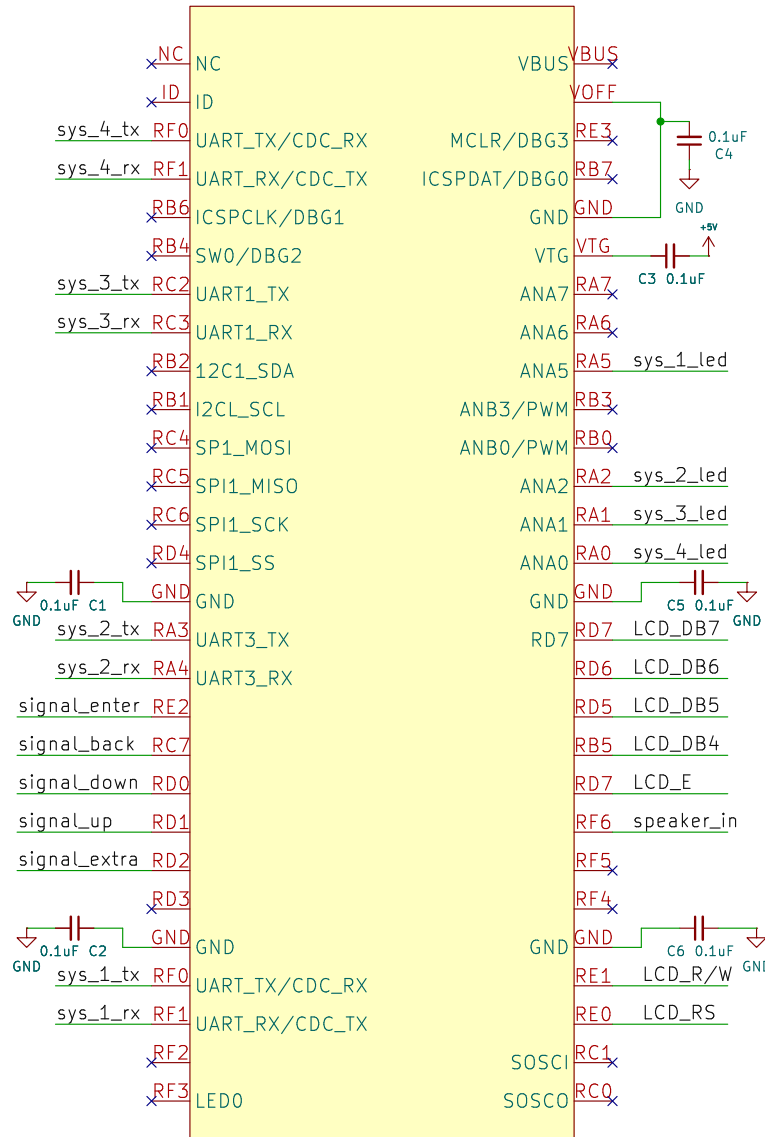 NC NC VBUS VBUS
ID ID VOFF
sys_4_tx RF0 UART_TX/CDC_RX MCLR/DBG3 RE3 0.1uF
C4
sys_4_rx RF1 UART_RX/CDC_TX ICSPDAT/DBG0 RB7
RB6 ICSPCLK/DBG1 GND GND GND
+5V
RB4 SW0/DBG2 VTG VTG
C3 0.1uF
sys_3_tx RC2 UART1_TX ANA7 RA7
sys_3_rx RC3 UART1_RX ANA6 RA6
RB2 12C1_SDA ANA5 RA5 sys_1_led
RB1 I2CL_SCL ANB3/PWM RB3
RC4 SP1_MOSI ANB0/PWM RB0
RC5 SPI1_MISO ANA2 RA2 sys_2_led
RC6 SPI1_SCK ANA1 RA1 sys_3_led
RD4 SPI1_SS ANA0 RA0 sys_4_led
0.1uF C1 GND GND GND GND C5 0.1uF
GND GND
sys_2_tx RA3 UART3_TX RD7 RD7 LCD_DB7
sys_2_rx RA4 UART3_RX RD6 LCD_DB6
signal_enter RE2 RD5 LCD_DB5
signal_back RC7 RB5 LCD_DB4
signal_down RD0 RD7 LCD_E
signal_up RD1 RF6 speaker_in
signal_extra RD2 RF5
RD3 RF4
0.1uF C2 GND GND GND GND C6 0.1uF
GND GND
sys_1_tx RF0 UART_TX/CDC_RX RE1 LCD_R/W
sys_1_rx RF1 UART_RX/CDC_TX RE0 LCD_RS
RF2 SOSCI RC1
RF3 LED0 SOSCO RC0